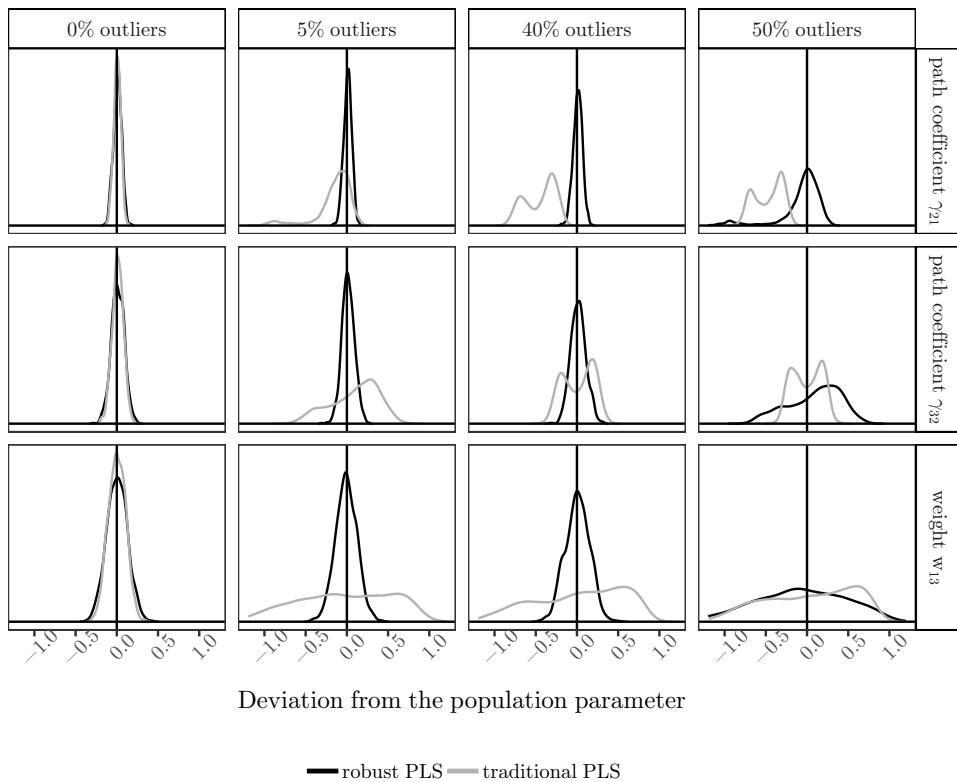 0% outliers
5% outliers
40% outliers
50% outliers
path coefficient γ₂₁
path coefficient γ₃₂
weight w₁₃
−1.0 −0.5 0.0 0.5 1.0
−1.0 −0.5 0.0 0.5 1.0
−1.0 −0.5 0.0 0.5 1.0
−1.0 −0.5 0.0 0.5 1.0
Deviation from the population parameter
robust PLS traditional PLS